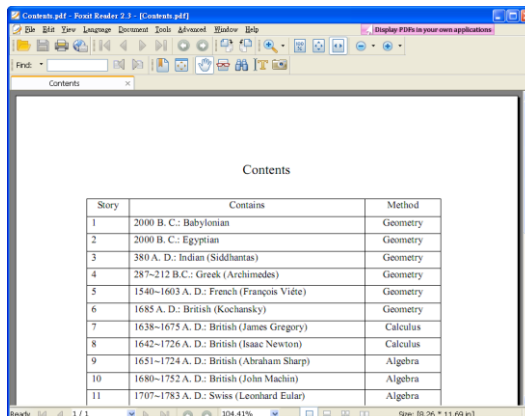 Contents.pdf - Foxit Reader 2.3 - [Contents.pdf]
File Edit View Language Document Tools Advanced Window Help Display PDFs in your own applications
Find:
Contents
Contents
Story Contains Method
1 2000 B. C.: Babylonian Geometry
2 2000 B. C.: Egyptian Geometry
3 380 A. D.: Indian (Siddhantas) Geometry
4 287~212 B.C.: Greek (Archimedes) Geometry
5 1540~1603 A. D.: French (François Viéte) Geometry
6 1685 A. D.: British (Kochansky) Geometry
7 1638~1675 A. D.: British (James Gregory) Calculus
8 1642~1726 A. D.: British (Isaac Newton) Calculus
9 1651~1724 A. D.: British (Abraham Sharp) Algebra
10 1680~1752 A. D.: British (John Machin) Algebra
11 1707~1783 A. D.: Swiss (Leonhard Eular) Algebra
Ready 1 / 1 104.41% Size: [8.26 * 11.69 in]